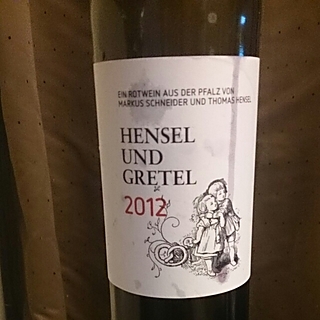 EIN ROTWEIN AUS DER PFALZ VON
MARKUS SCHNEIDER UND THOMAS HENSEL
HENSEL
UND
GRETEL
2012